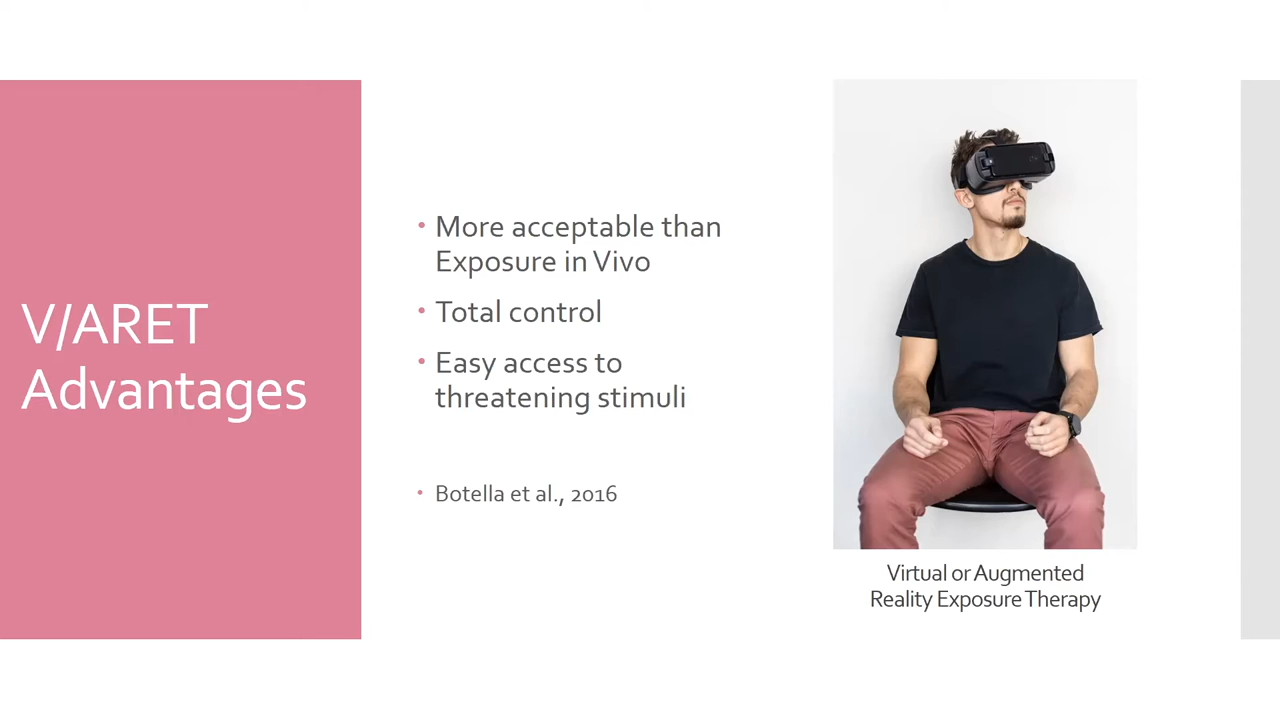 V/ARET
Advantages
• More acceptable than
Exposure in Vivo
• Total control
• Easy access to
threatening stimuli
• Botella et al., 2016
Virtual or Augmented
Reality Exposure Therapy